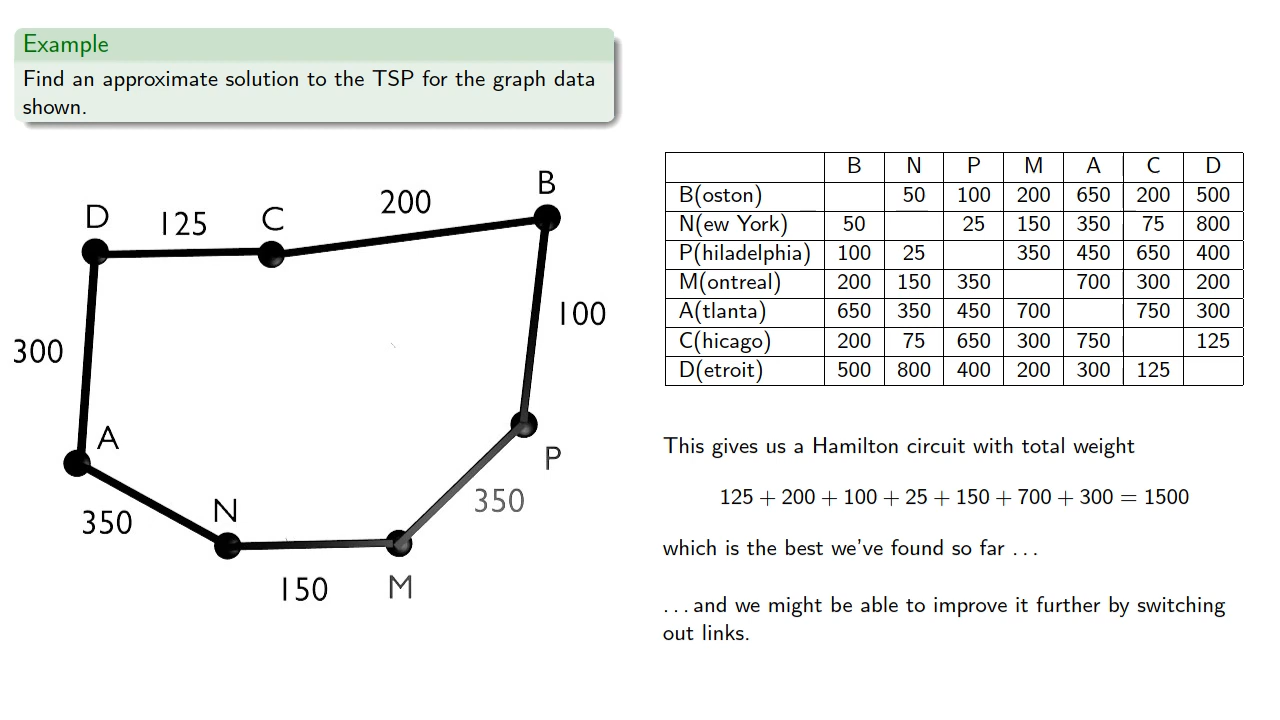 Example
Find an approximate solution to the TSP for the graph data
shown.
B
D 125 C 200
100
300
A
P
350
N
350
150 M
B N P M A C D
B(oston) 50 100 200 650 200 500
N(ew York) 50 25 150 350 75 800
P(hiladelphia) 100 25 350 450 650 400
M(ontreal) 200 150 350 700 300 200
A(tlanta) 650 350 450 700 750 300
C(hicago) 200 75 650 300 750 125
D(etroit) 500 800 400 200 300 125
This gives us a Hamilton circuit with total weight
125 + 200 + 100 + 25 + 150 + 700 + 300 = 1500
which is the best we've found so far ...
...and we might be able to improve it further by switching
out links.